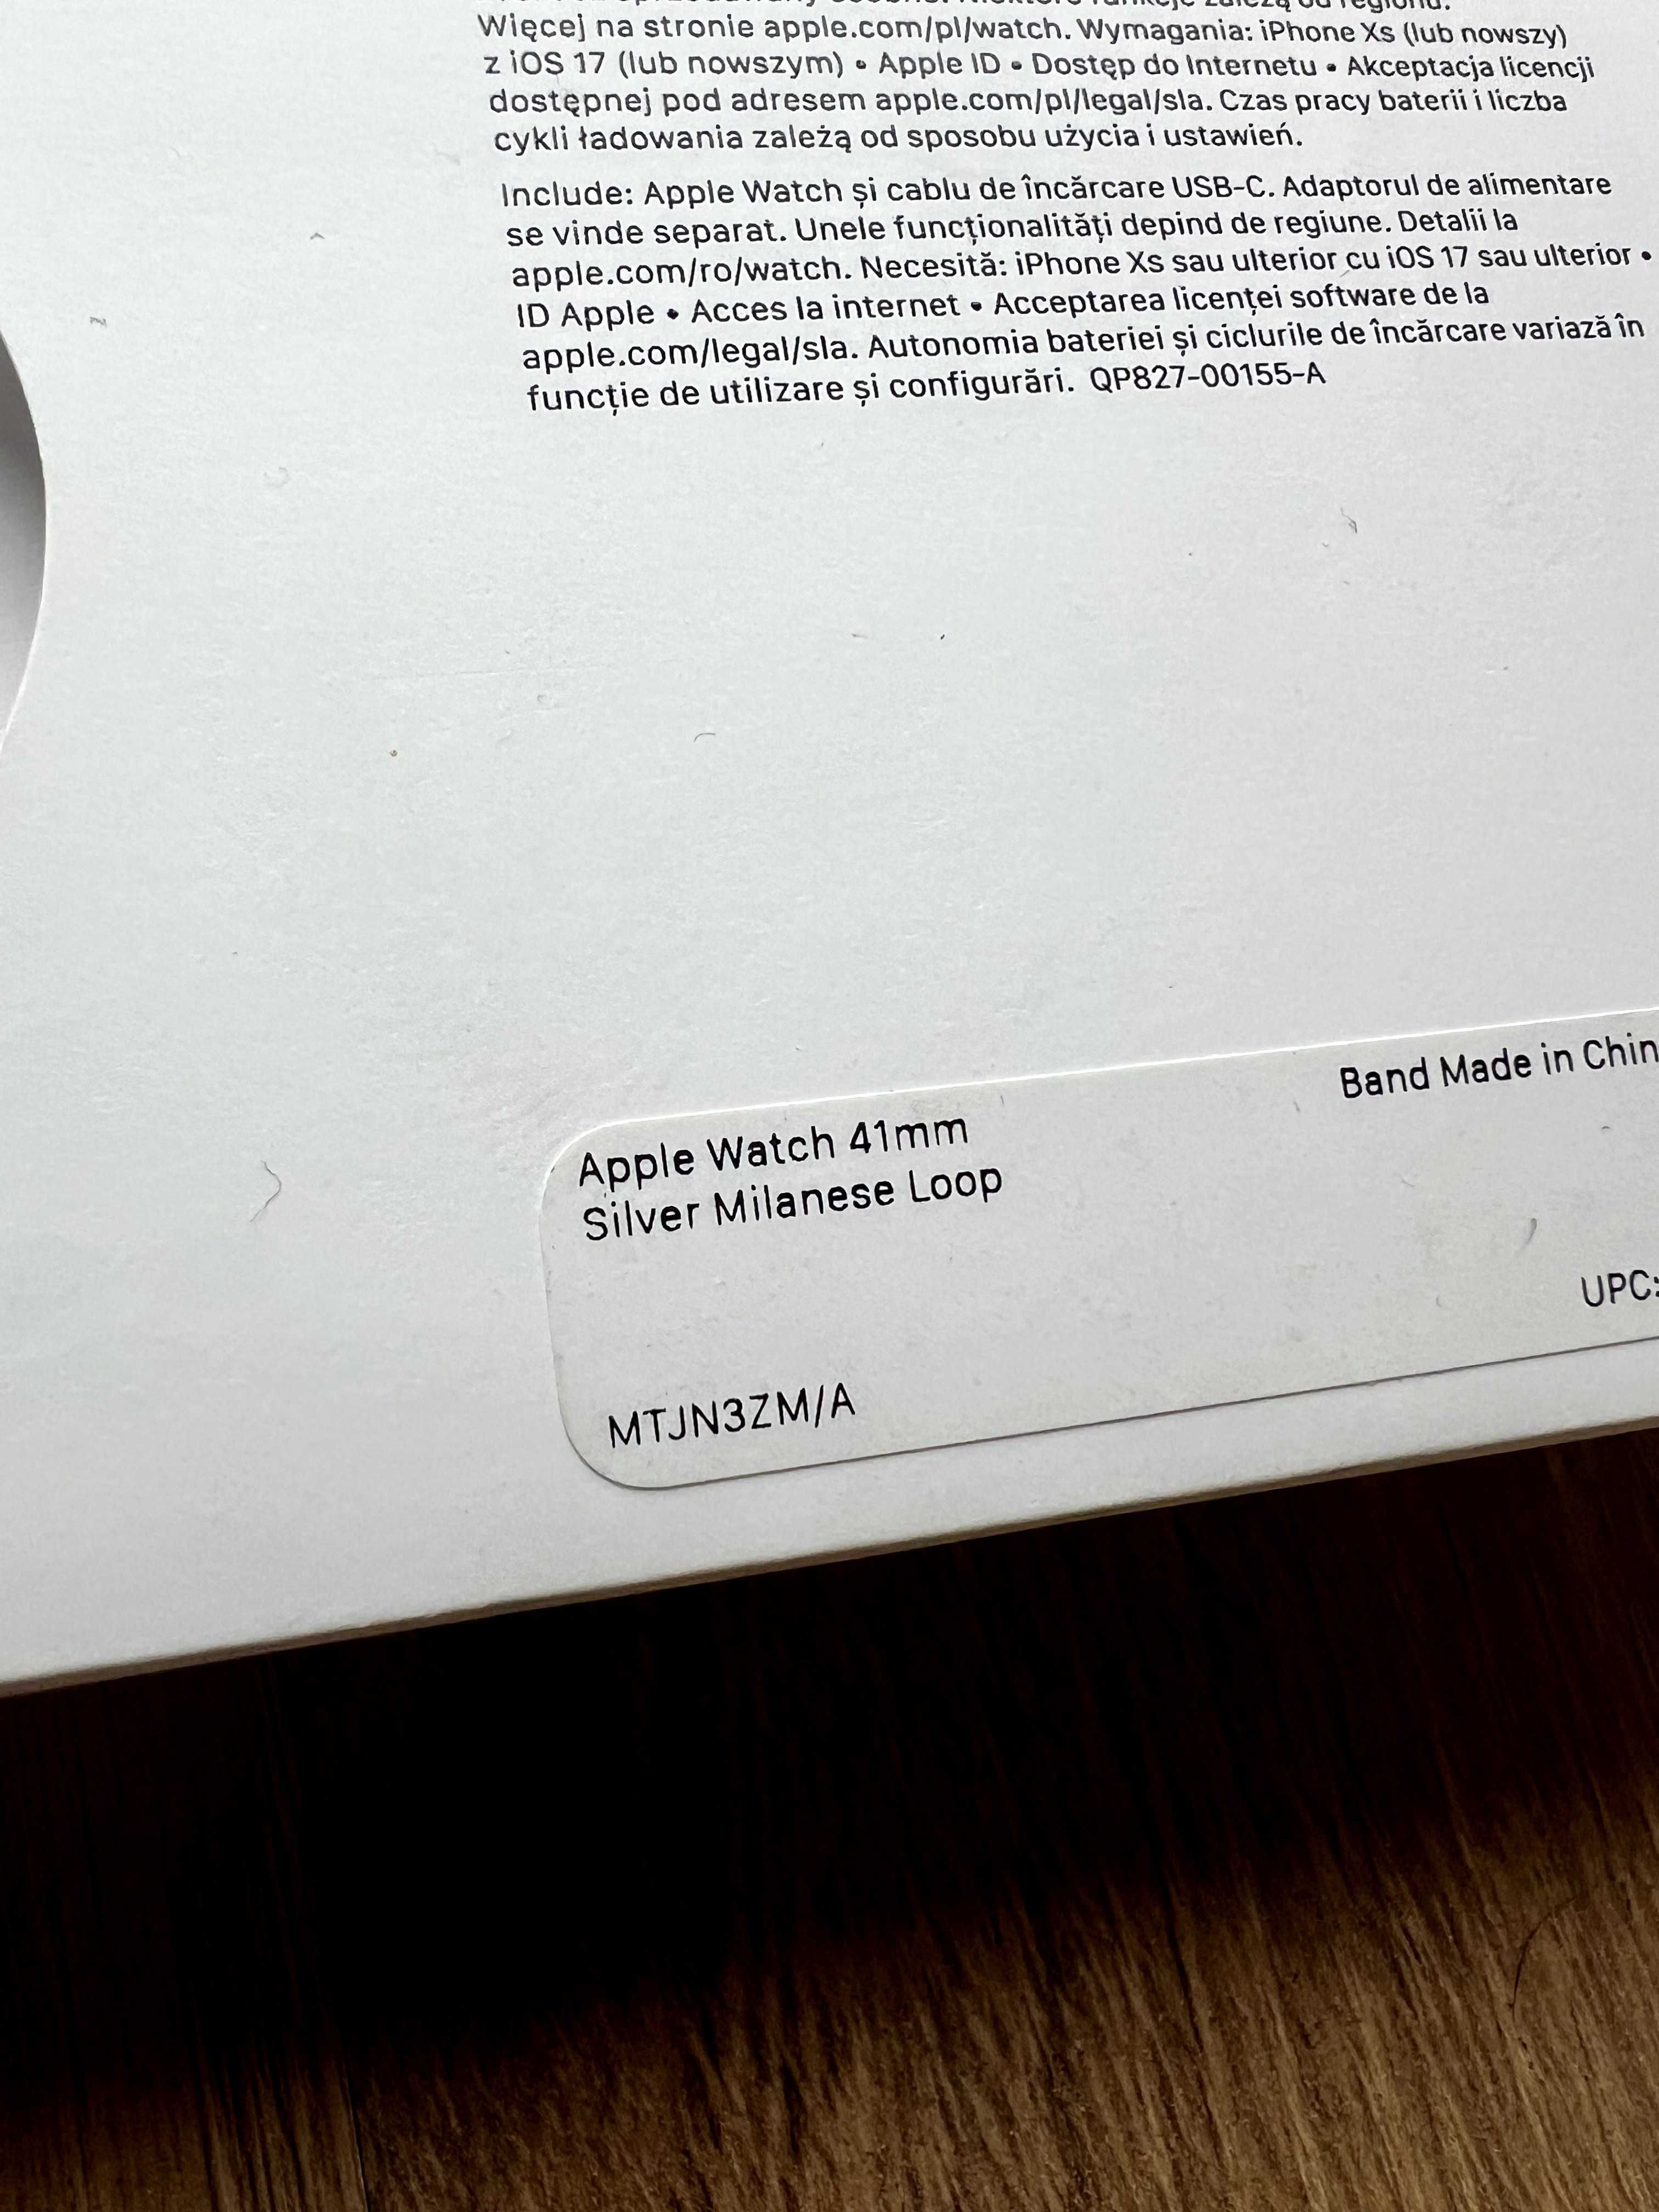 Więcej na stronie apple.com/pl/watch. Wymagania: iPhone Xs (lub nowszy)
z iOS 17 (lub nowszym) • Apple ID • Dostęp do Internetu • Akceptacja licencji
dostępnej pod adresem apple.com/pl/legal/sla. Czas pracy baterii i liczba
cykli ładowania zależą od sposobu użycia i ustawień.
Include: Apple Watch și cablu de încărcare USB-C. Adaptorul de alimentare
se vinde separat. Unele funcționalități depind de regiune. Detalii la
apple.com/ro/watch. Necesită: iPhone Xs sau ulterior cu iOS 17 sau ulterior •
ID Apple • Acces la internet • Acceptarea licenței software de la
apple.com/legal/sla. Autonomia bateriei și ciclurile de încărcare variază în
funcție de utilizare și configurări. QP827-00155-A
Band Made in Chin
Apple Watch 41mm
Silver Milanese Loop
UPC:
MTJN3ZM/A